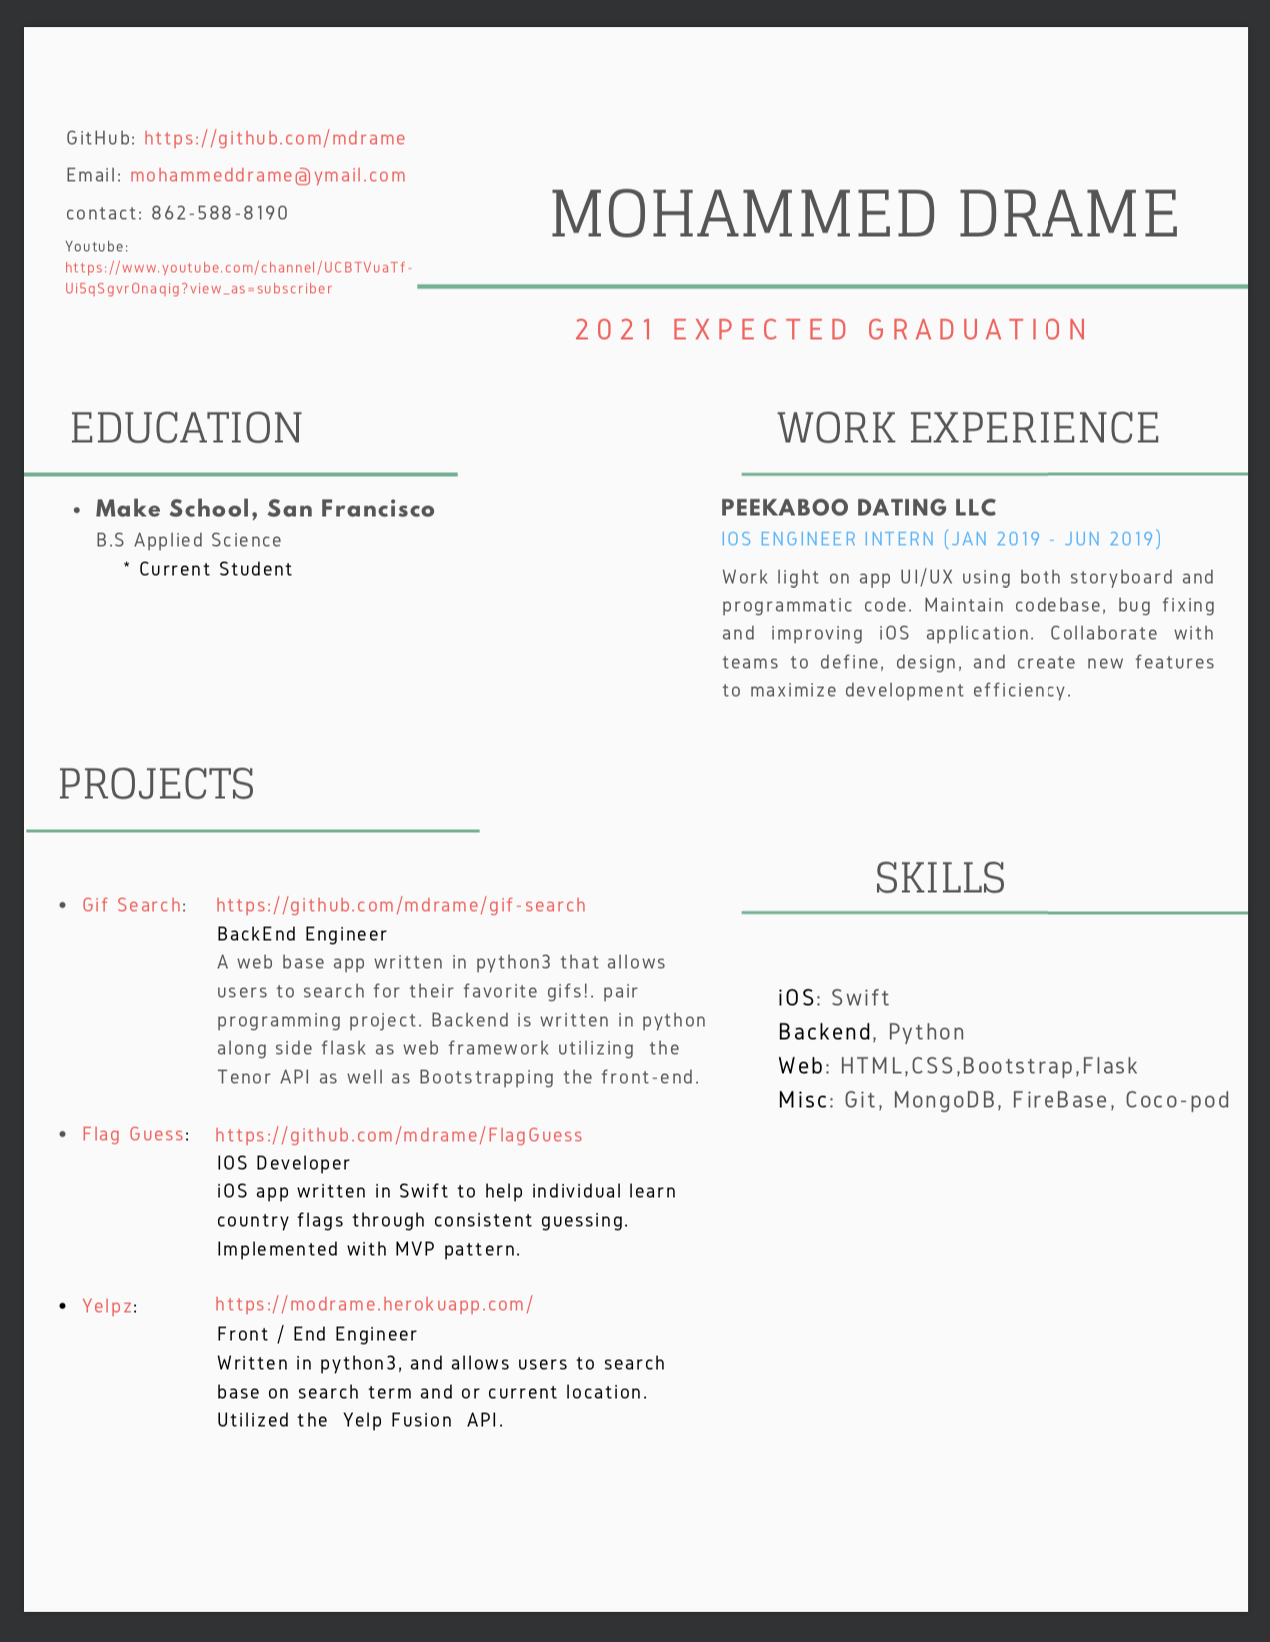 GitHub: https://github.com/mdrame
Email: mohammeddrame@ymail.com
contact: 862-588-8190
Youtube:
https://www.youtube.com/channel/UCBTVuaTf-
Ui5qSgvrOnaqig?view_as=subscriber
MOHAMMED DRAME
2021 EXPECTED GRADUATION
EDUCATION
• Make School, San Francisco
B.S Applied Science
* Current Student
WORK EXPERIENCE
PEEKABOO DATING LLC
IOS ENGINEER INTERN (JAN 2019 - JUN 2019)
Work light on app UI/UX using both storyboard and
programmatic code. Maintain codebase, bug fixing
and improving iOS application. Collaborate with
teams to define, design, and create new features
to maximize development efficiency.
PROJECTS
• Gif Search: https://github.com/mdrame/gif-search
BackEnd Engineer
A web base app written in python3 that allows
users to search for their favorite gifs!. pair
programming project. Backend is written in python
along side flask as web framework utilizing the
Tenor API as well as Bootstrapping the front-end.
• Flag Guess: https://github.com/mdrame/FlagGuess
IOS Developer
iOS app written in Swift to help individual learn
country flags through consistent guessing.
Implemented with MVP pattern.
• Yelpz: https://modrame.herokuapp.com/
Front / End Engineer
Written in python3, and allows users to search
base on search term and or current location.
Utilized the Yelp Fusion API.
SKILLS
iOS: Swift
Backend, Python
Web: HTML,CSS,Bootstrap,Flask
Misc: Git, MongoDB, FireBase, Coco-pod